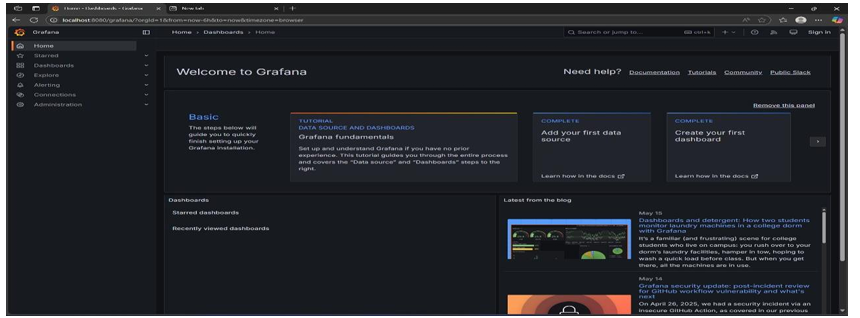 Home - Dashboards - Grafana
New tab
localhost:8080/grafana/?orgId=1&from=now-6h&to=now&timezone=browser
Grafana
Home > Dashboards > Home
Search or jump to...
ctrl+k
Sign in
Home
Starred
Dashboards
Explore
Alerting
Connections
Administration
Welcome to Grafana
Need help? Documentation Tutorials Community Public Slack
Remove this panel
Basic
The steps below will
guide you to quickly
finish setting up your
Grafana installation.
TUTORIAL
DATA SOURCE AND DASHBOARDS
Grafana fundamentals
Set up and understand Grafana if you have no prior
experience. This tutorial guides you through the entire process
and covers the "Data source" and "Dashboards" steps to the
right.
COMPLETE
Add your first data
source
Learn how in the docs
COMPLETE
Create your first
dashboard
Learn how in the docs
Dashboards
Starred dashboards
Recently viewed dashboards
Latest from the blog
May 16
Dashboards and detergent: How two students
monitor laundry machines in a college dorm
with Grafana
It's a familiar (and frustrating) scene for college
students who live on campus: you rush over to your
dorm's laundry facilities, hamper in tow, hoping to
wash a quick load before class. But when you get
there, all the machines are in use.
May 14
Grafana security update: post-incident review
for GitHub workflow vulnerability and what's
next
On April 26, 2025, we had a security incident via an
insecure GitHub Action, as covered in our previous